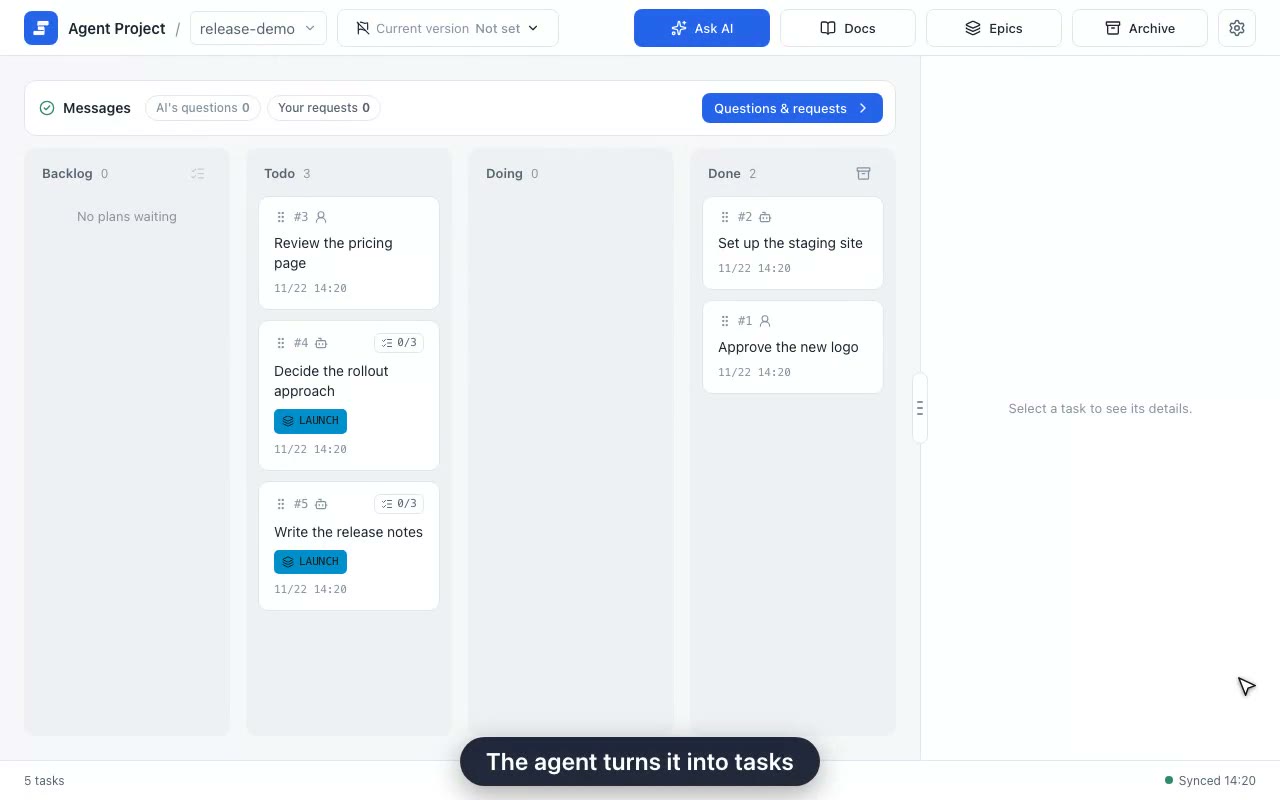 Agent Project / release-demo Current version Not set Ask AI Docs Epics Archive
Messages AI's questions 0 Your requests 0 Questions & requests
Backlog 0
No plans waiting
Todo 3
#3
Review the pricing
page
11/22 14:20
#4 0/3
Decide the rollout
approach
LAUNCH
11/22 14:20
#5 0/3
Write the release notes
LAUNCH
11/22 14:20
Doing 0
Done 2
#2
Set up the staging site
11/22 14:20
#1
Approve the new logo
11/22 14:20
Select a task to see its details.
The agent turns it into tasks
5 tasks
Synced 14:20